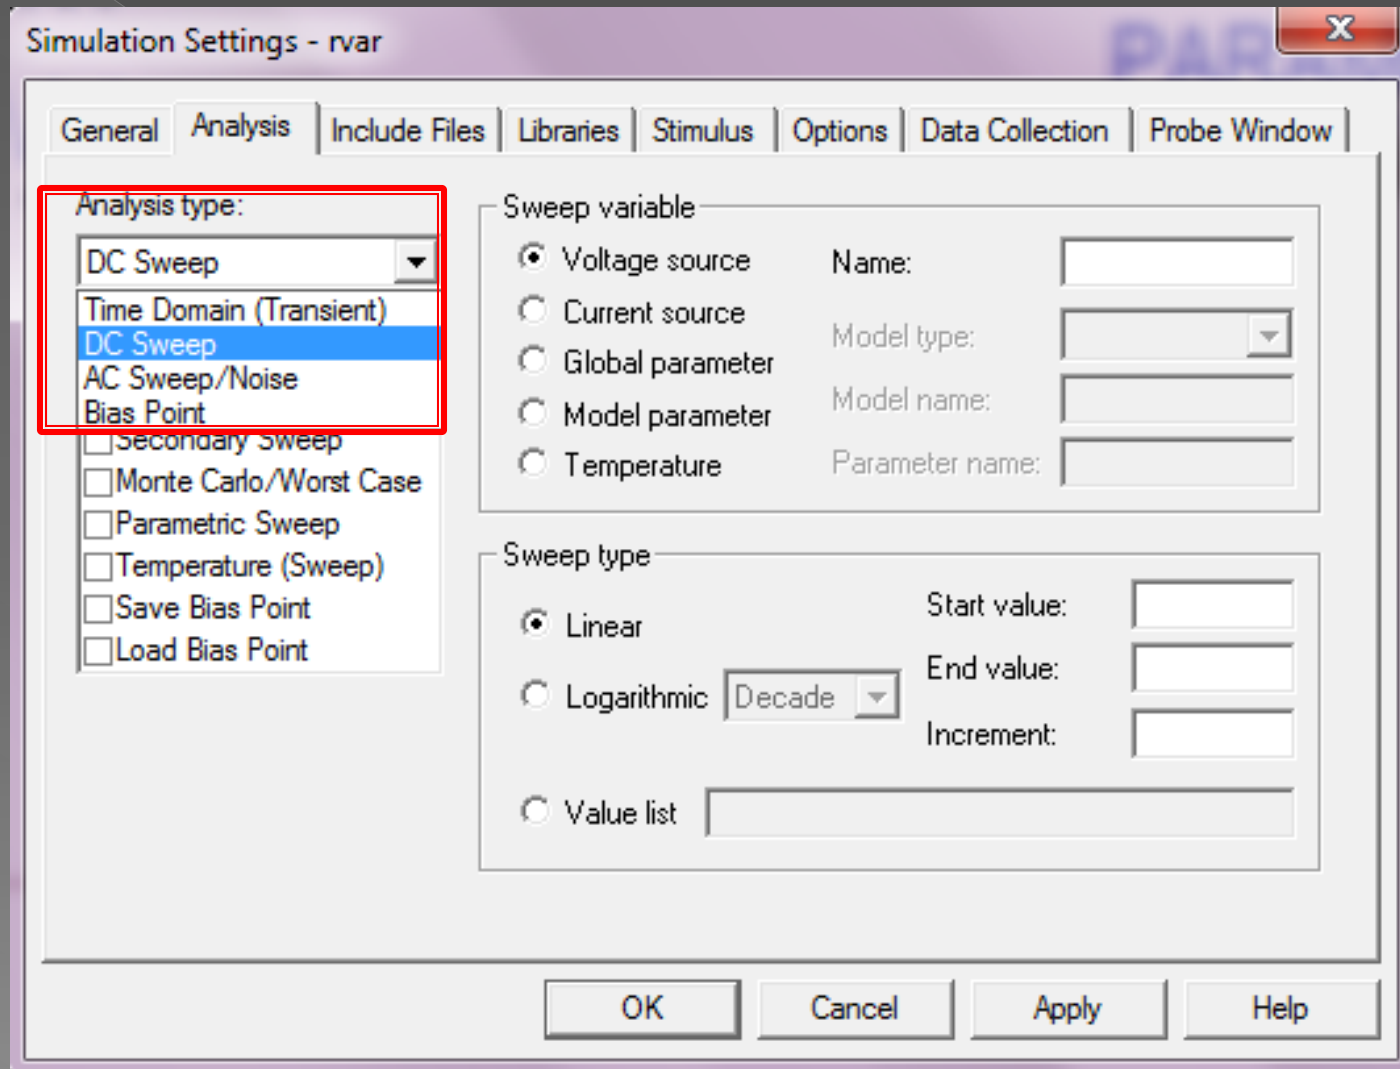 Simulation Settings - rvar
General Analysis Include Files Libraries Stimulus Options Data Collection Probe Window
Analysis type:
DC Sweep
Time Domain (Transient)
DC Sweep
AC Sweep/Noise
Bias Point
Secondary Sweep
Monte Carlo/Worst Case
Parametric Sweep
Temperature (Sweep)
Save Bias Point
Load Bias Point
Sweep variable
Voltage source
Current source
Global parameter
Model parameter
Temperature
Name:
Model type:
Model name:
Parameter name:
Sweep type
Linear
Logarithmic Decade
Value list
Start value:
End value:
Increment:
OK Cancel Apply Help